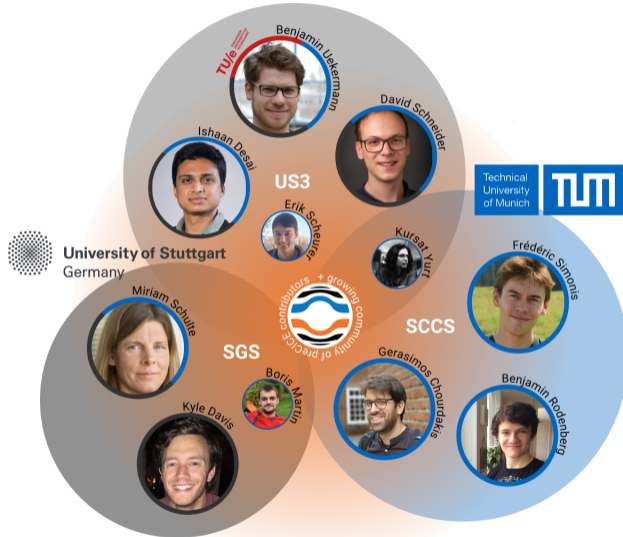 TU/e
Benjamin Uekermann
David Schneider
Ishaan Desai
US3
Erik Scheurer
Kursat Yurt
Technical
University
of Munich
TUM
University of Stuttgart
Germany
Frédéric Simonis
Miriam Schulte
contributors + growing community of preCICE
SGS
SCCS
Boris Martin
Gerasimos Chourdakis
Kyle Davis
Benjamin Rodenberg